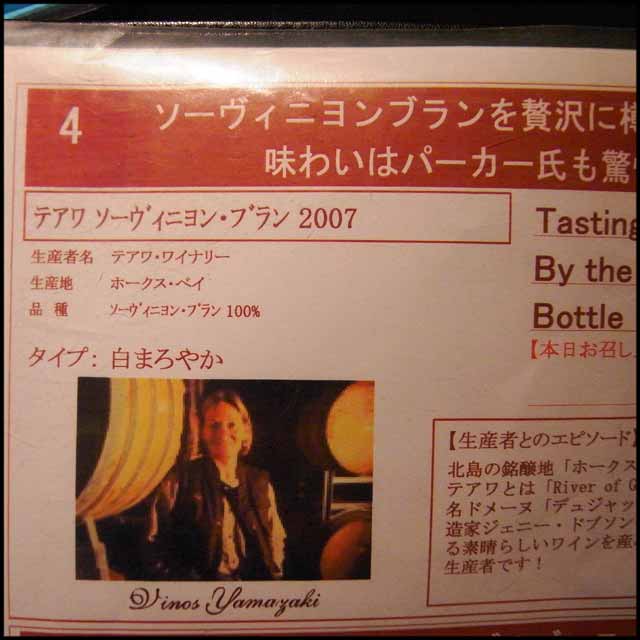 4
ソーヴィニヨンブランを贅沢に
味わいはパーカー氏も驚
テアワ ソーヴィニヨン・ブラン 2007
生産者名 テアワ・ワイナリー
生産地 ホークス・ベイ
品種 ソーヴィニヨン・ブラン 100%
タイプ: 白まろやか
Tasting
By the
Bottle
【本日お召し
【生産者とのエピソード】
北島の銘醸地「ホークス
テアワとは「River of G
名ドメーヌ「デュジャッ
造家ジェニー・ドブソン
る素晴らしいワインを産
生産者です!
Vinos Yamazaki